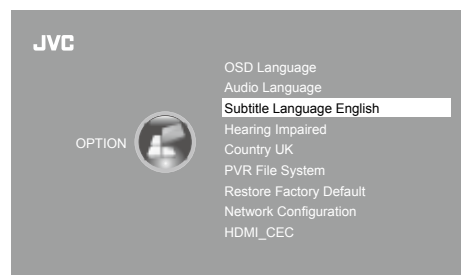 JVC
OPTION
OSD Language
Audio Language
Subtitle Language English
Hearing Impaired
Country UK
PVR File System
Restore Factory Default
Network Configuration
HDMI_CEC